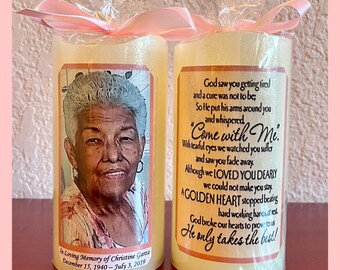 In Loving Memory of Christine Garcia
December 15, 1940 ~ July 3, 2019
God saw you getting tired
and a cure was not to be;
So He put his arms around you
and whispered,
"Come with Me."
With tearful eyes we watched you suffer
and saw you fade away.
Although we LOVED YOU DEARLY
we could not make you stay.
A GOLDEN HEART stopped beating
hard working hands at rest.
God broke our hearts to prove to us
He only takes the best!